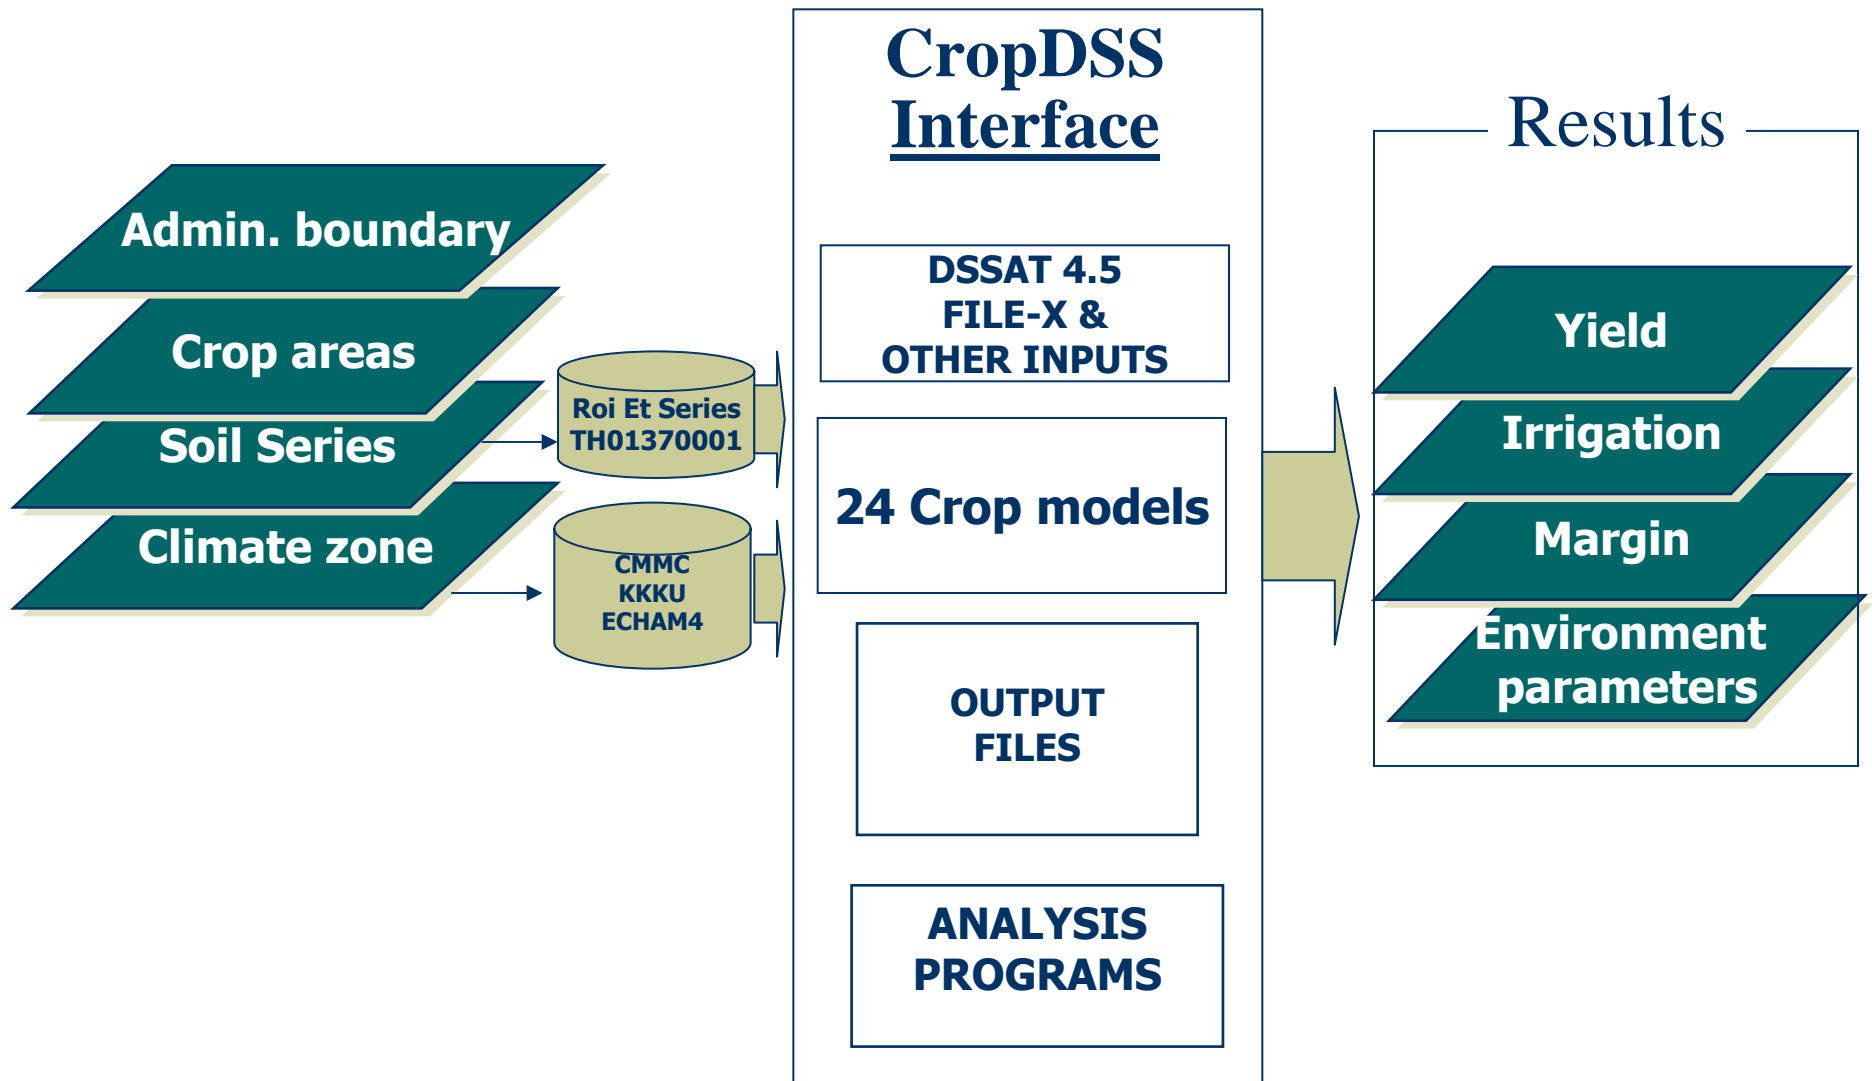 CropDSS
Interface
Results
Admin. boundary
Crop areas
Soil Series
Climate zone
Roi Et Series
TH01370001
CMMC
KKKU
ECHAM4
DSSAT 4.5
FILE-X &
OTHER INPUTS
24 Crop models
OUTPUT
FILES
ANALYSIS
PROGRAMS
Yield
Irrigation
Margin
Environment
parameters